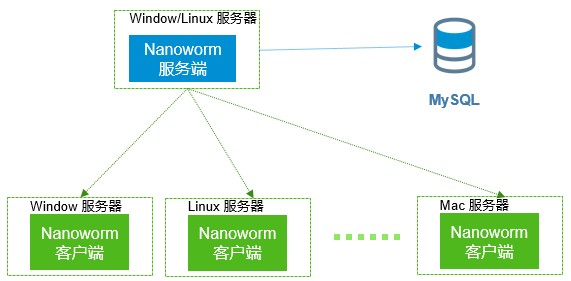 Window/Linux 服务器
Nanoworm
服务端
MySQL
Window 服务器
Nanoworm
客户端
Linux 服务器
Nanoworm
客户端
Mac 服务器
Nanoworm
客户端